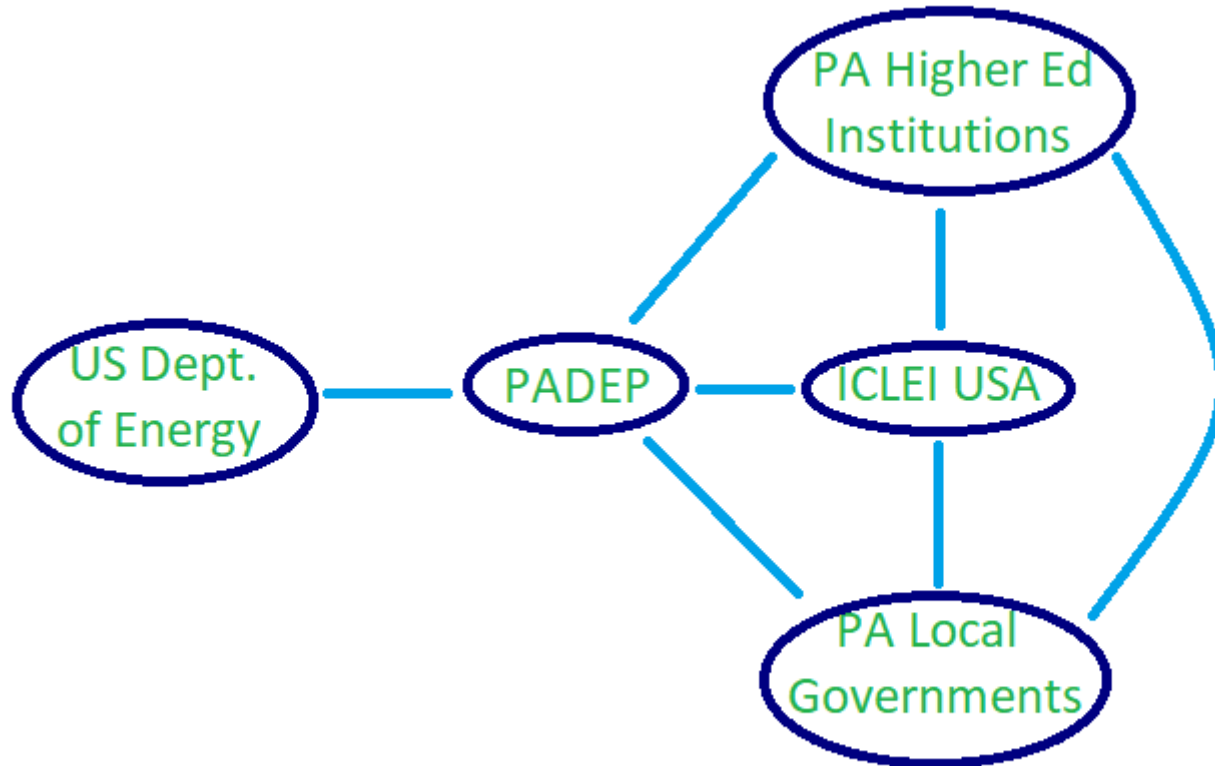 PA Higher Ed
Institutions
US Dept.
of Energy
PADEP
ICLEI USA
PA Local
Governments